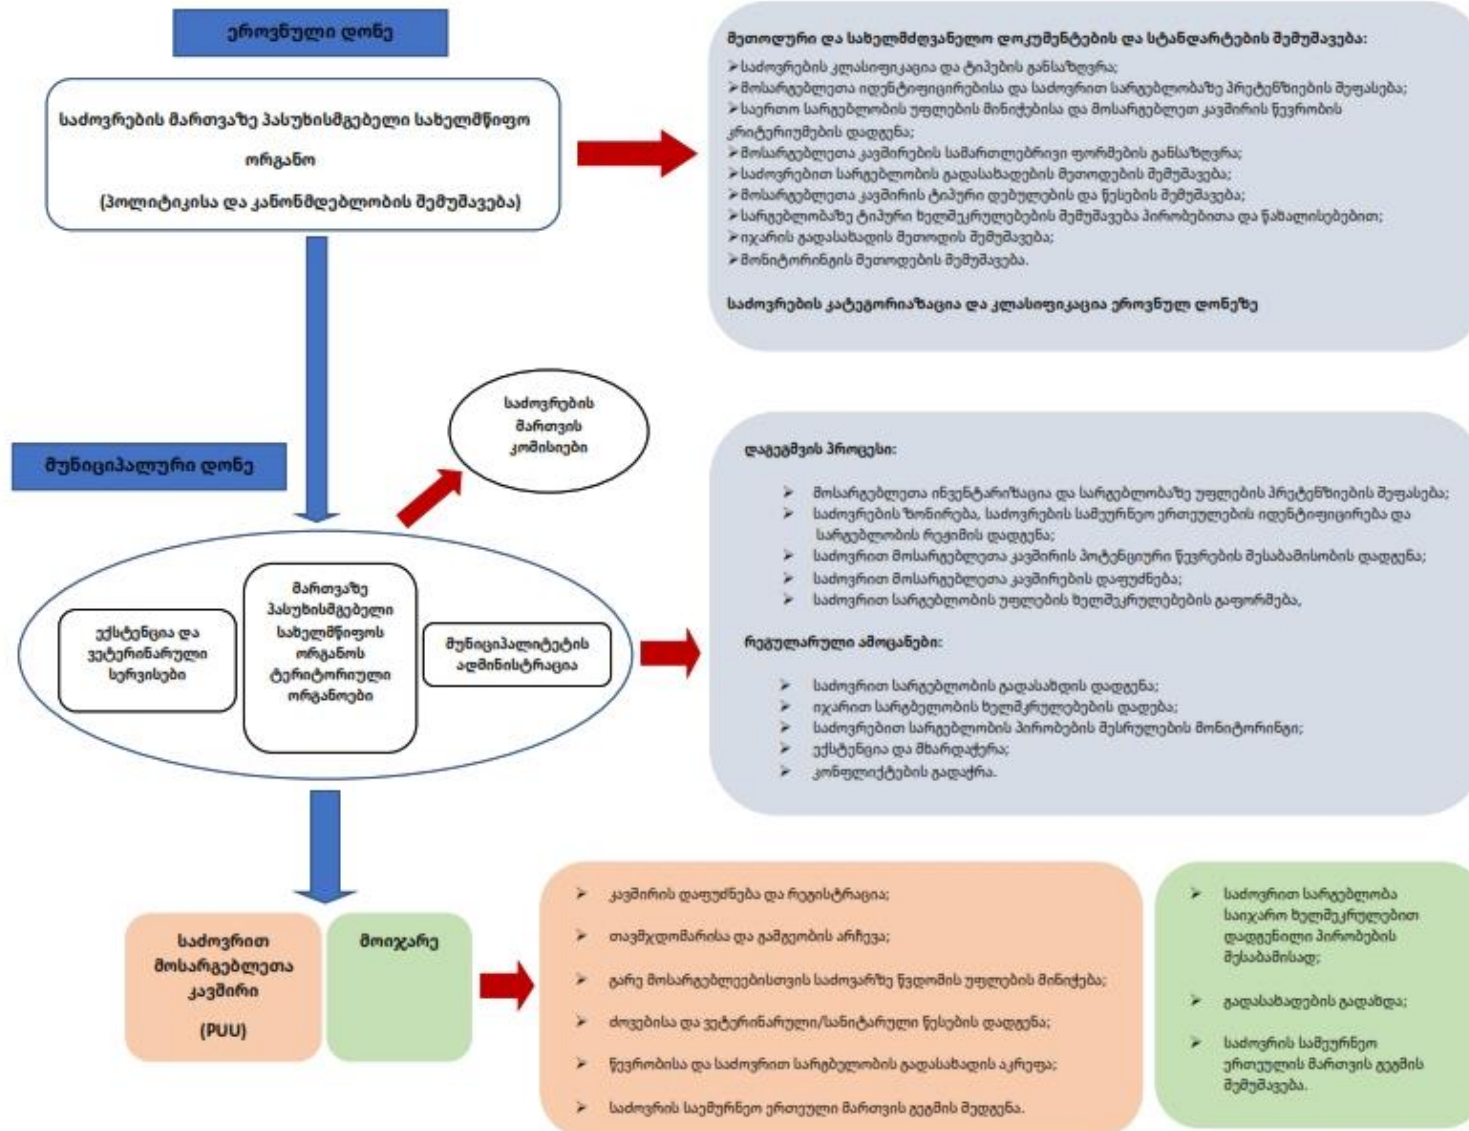 ეროვნული დონე
საძოვრების მართვაზე პასუხისმგებელი სახელმწიფო
ორგანო
(პოლიტიკისა და კანონმდებლობის შემუშავება)
მეთოდური და სახელმძღვანელო დოკუმენტების და სტანდარტების შემუშავება:
➢საძოვრების კლასიფიკაცია და ტიპების განსაზღვრა;
➢მოსარგებლეთა იდენტიფიცირებისა და საძოვრით სარგებლობაზე პრეტენზიების შეფასება;
➢საერთო სარგებლობის უფლების მინიჭებისა და მოსარგებლეთ კავშირის წევრობის
კრიტერიუმების დადგენა;
➢მოსარგებლეთა კავშირების სამართლებრივი ფორმების განსაზღვრა;
➢საძოვრებით სარგებლობის გადასახადების მეთოდების შემუშავება;
➢მოსარგებლეთა კავშირის ტიპური დებულების და წესების შემუშავება;
➢სარგებლობაზე ტიპური ხელშეკრულებების შემუშავება პირობებითა და წახალისებებით;
➢იჯარის გადასახადის მეთოდის შემუშავება;
➢მონიტორინგის მეთოდების შემუშავება.
საძოვრების კატეგორიაზაცია და კლასიფიკაცია ეროვნულ დონეზე
საძოვრების
მართვის
კომისიები
მუნიციპალური დონე
ექსტენცია და
ვეტერინარული
სერვისები
მართვაზე
პასუხისმგებელი
სახელმწიფოს
ორგანოს
ტერიტორიული
ორგანოები
მუნიციპალიტეტის
ადმინისტრაცია
დაგეგმვის პროცესი:
➢ მოსარგებლეთა ინვენტარიზაცია და სარგებლობაზე უფლების პრეტენზიების შეფასება;
➢ საძოვრების ზონირება, საძოვრების სამეურნეო ერთეულების იდენტიფიცირება და
სარგებლობის რეჟიმის დადგენა;
➢ საძოვრით მოსარგებლეთა კავშირის პოტენციური წევრების შესაბამისობის დადგენა;
➢ საძოვრით მოსარგებლეთა კავშირების დაფუძნება;
➢ საძოვრით სარგებლობის უფლების ხელშეკრულებების გაფორმება,
რეგულარული ამოცანები:
➢ საძოვრით სარგებლობის გადასახდის დადგენა;
➢ იჯარით სარგბელობის ხელშკრულებების დადება;
➢ საძოვრებით სარგებლობის პირობების შესრულების მონიტორინგი;
➢ ექსტენცია და მხარდაჭერა;
➢ კონფლიქტების გადაჭრა.
საძოვრით
მოსარგებლეთა
კავშირი
(PUU)
მოიჯარე
➢ კავშირის დაფუძნება და რეგისტრაცია;
➢ თავმჯდომარისა და გამგეობის არჩევა;
➢ გარე მოსარგებლეებისთვის საძოვარზე წვდომის უფლების მინიჭება;
➢ ძოვებისა და ვეტერინარული/სანიტარული წესების დადგენა;
➢ წევრობისა და საძოვრით სარგბელობის გადასახადის აკრეფა;
➢ საძოვრის საემურნეო ერთეული მართვის გეგმის შედგენა.
➢ საძოვრით სარგებლობა
საიჯარო ხელშეკრულებით
დადგენილი პირობების
შესაბამისად;
➢ გადასახადების გადახდა;
➢ საძოვრის სამეურნეო
ერთეულის მართვის გეგმის
შემუშავება.